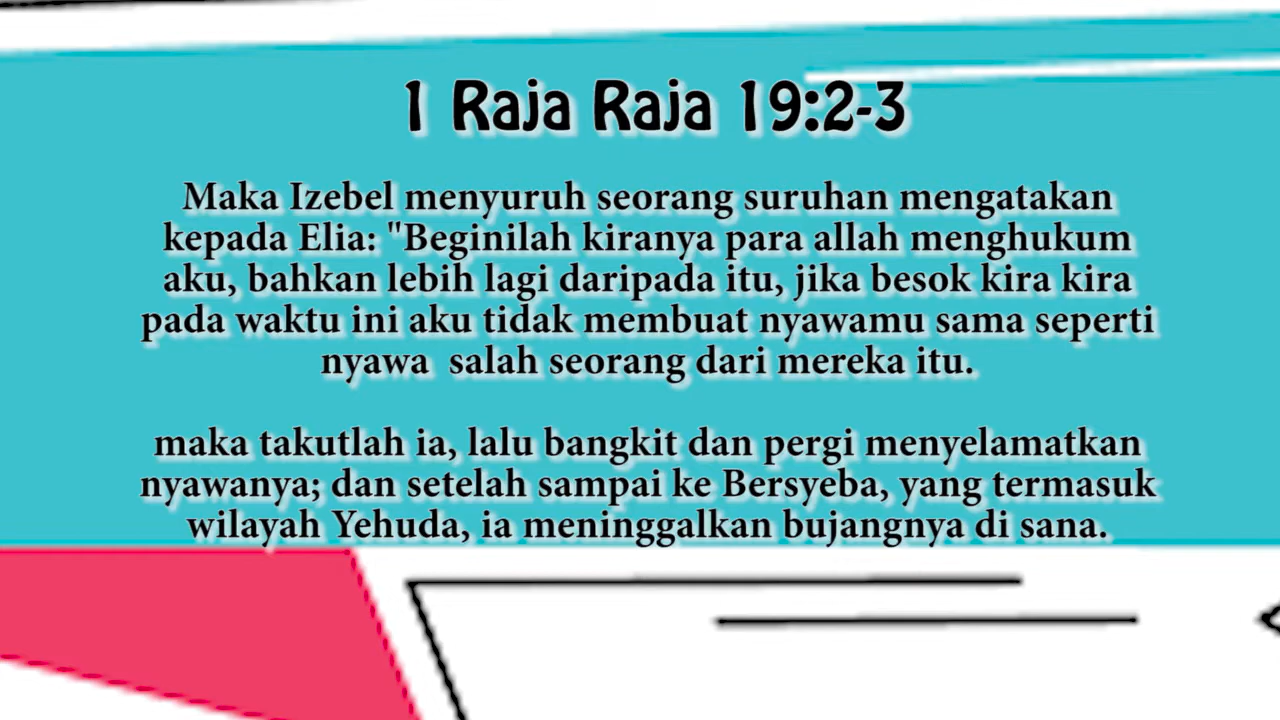 1 Raja Raja 19:2-3
Maka Izebel menyuruh seorang suruhan mengatakan
kepada Elia: "Beginilah kiranya para allah menghukum
aku, bahkan lebih lagi daripada itu, jika besok kira kira
pada waktu ini aku tidak membuat nyawamu sama seperti
nyawa  salah seorang dari mereka itu.
maka takutlah ia, lalu bangkit dan pergi menyelamatkan
nyawanya; dan setelah sampai ke Bersyeba, yang termasuk
wilayah Yehuda, ia meninggalkan bujangnya di sana.